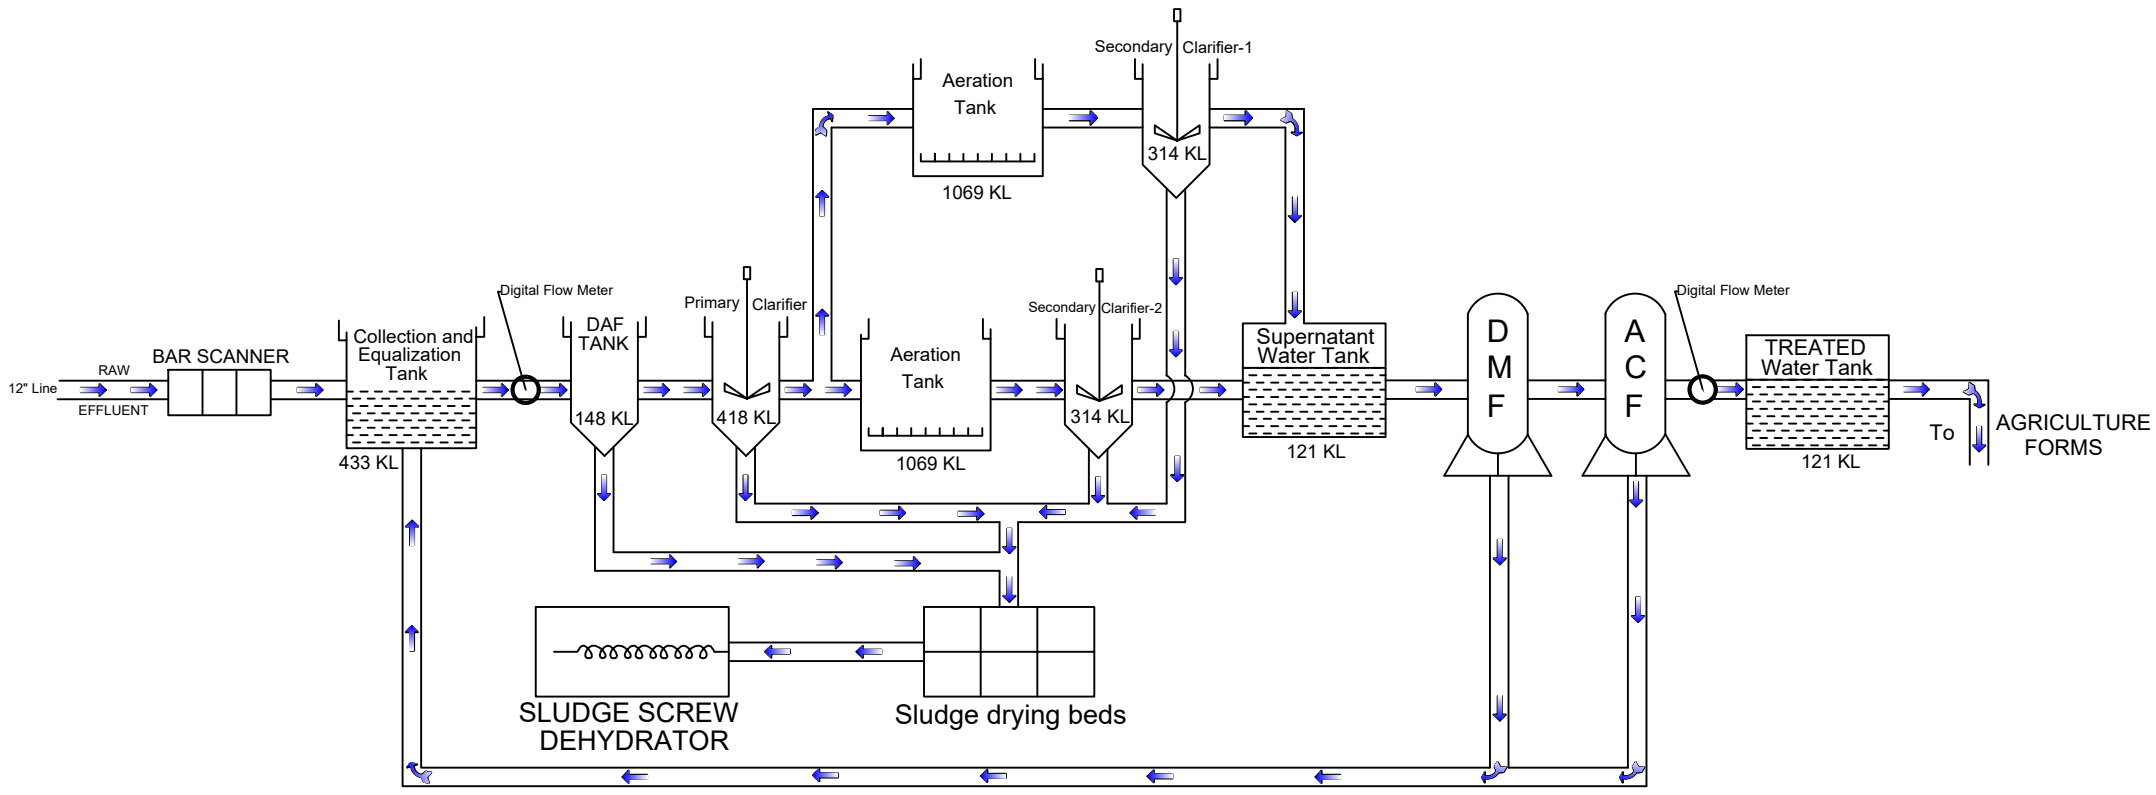 Secondary Clarifier-1
Aeration
Tank
314 KL
1069 KL
Digital Flow Meter
Primary Clarifier
Secondary Clarifier-2
Digital Flow Meter
DAF
TANK
Collection and
Equalization
Tank
Supernatant
Water Tank
D
M
F
A
C
F
TREATED
Water Tank
BAR SCANNER
Aeration
Tank
RAW
12" Line
EFFLUENT
148 KL
418 KL
314 KL
433 KL
1069 KL
121 KL
121 KL
To
AGRICULTURE
FORMS
SLUDGE SCREW
DEHYDRATOR
Sludge drying beds